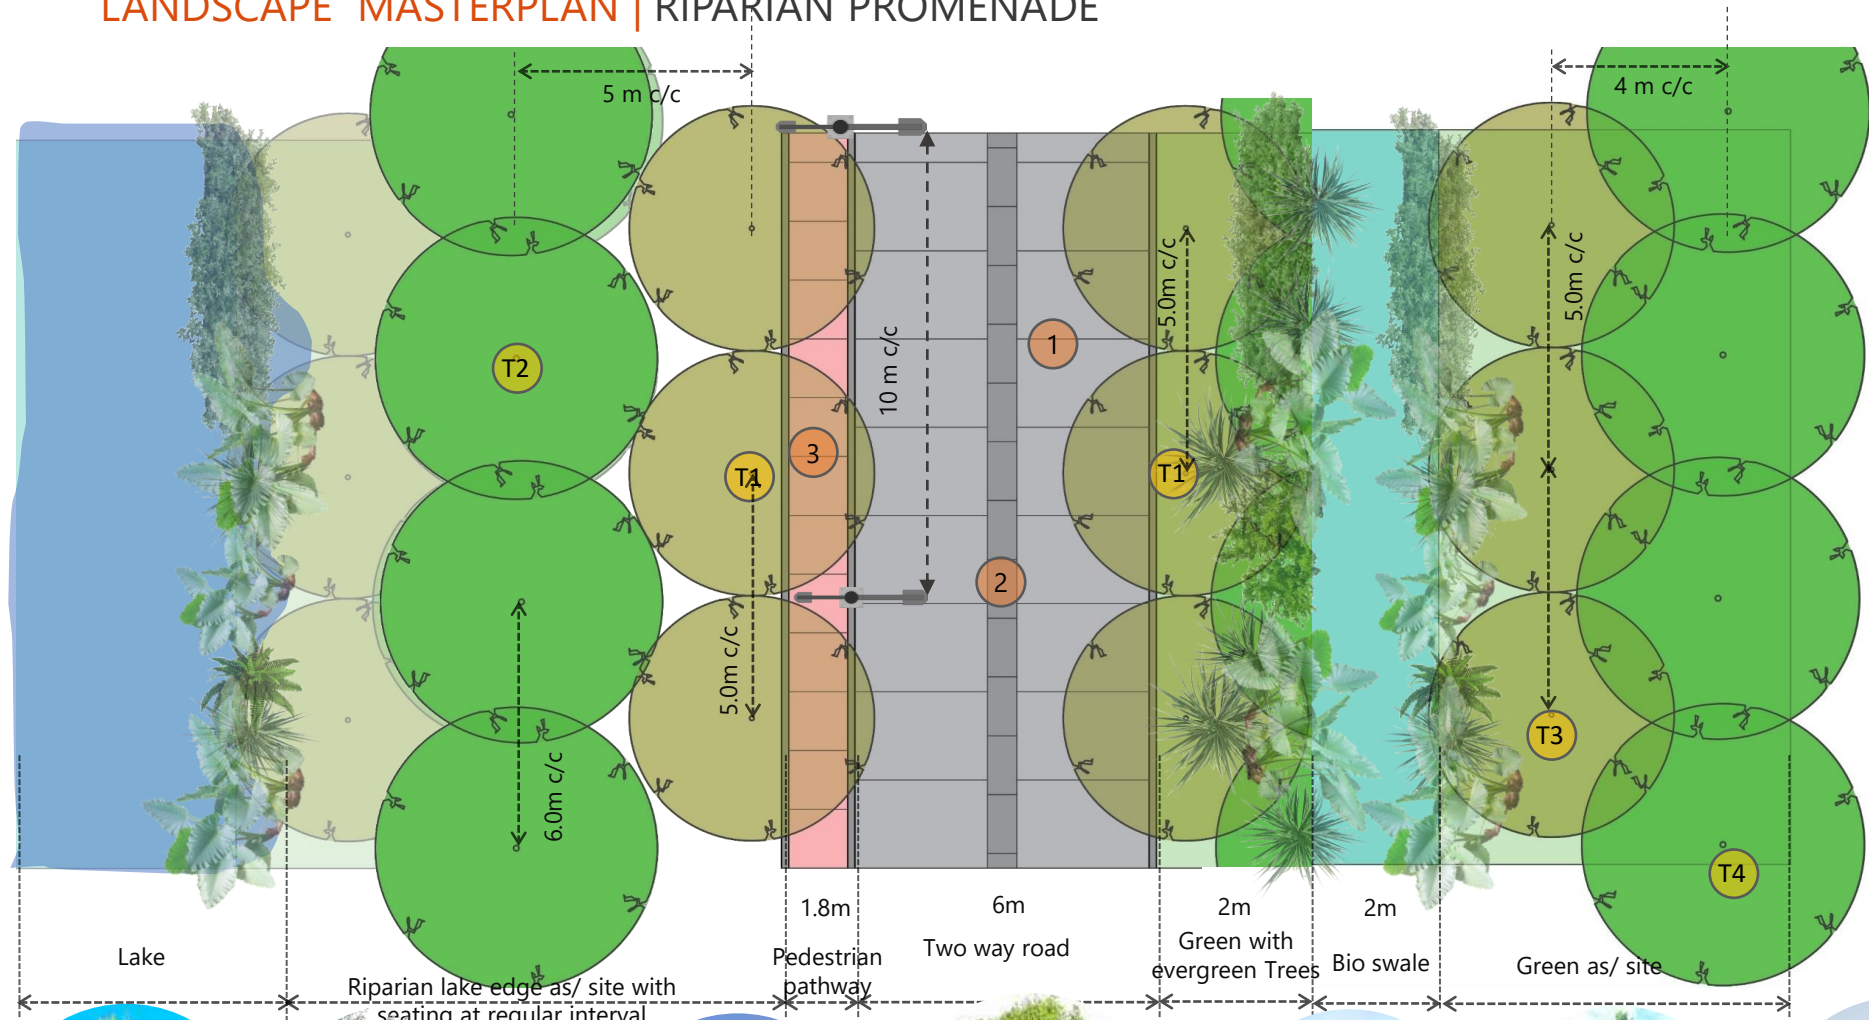 LANDSCAPE MASTERPLAN | RIPARIAN PROMENADE
5 m c/c
4 m c/c
5.0m c/c
5.0m c/c
10 m c/c
1
T2
3
T1
T1
2
5.0m c/c
T3
6.0m c/c
T4
1.8m
6m
2m
2m
Lake
Riparian lake edge as/ site with
seating at regular interval
Pedestrian
pathway
Two way road
Green with
evergreen Trees
Bio swale
Green as/ site